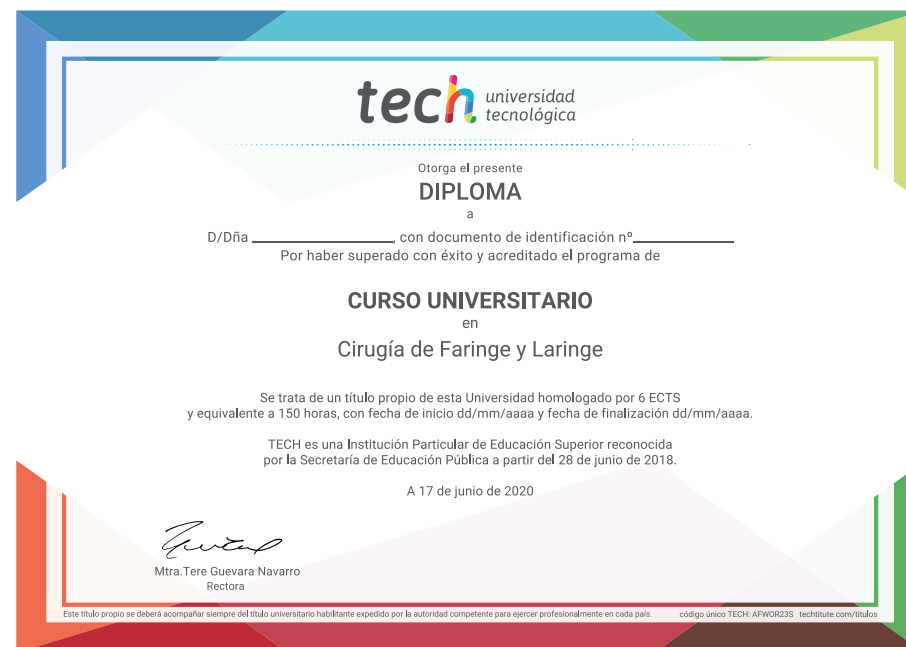 tech universidad
tecnológica
Otorga el presente
DIPLOMA
a
D/Dña ____________________, con documento de identificación nº______________
Por haber superado con éxito y acreditado el programa de
CURSO UNIVERSITARIO
en
Cirugía de Faringe y Laringe
Se trata de un título propio de esta Universidad homologado por 6 ECTS
y equivalente a 150 horas, con fecha de inicio dd/mm/aaaa y fecha de finalización dd/mm/aaaa.
TECH es una Institución Particular de Educación Superior reconocida
por la Secretaría de Educación Pública a partir del 28 de junio de 2018.
A 17 de junio de 2020
Mtra.Tere Guevara Navarro
Rectora
Este título propio se deberá acompañar siempre del título universitario habilitante expedido por la autoridad competente para ejercer profesionalmente en cada país. código único TECH: AFWOR23S techtitute.com/titulos